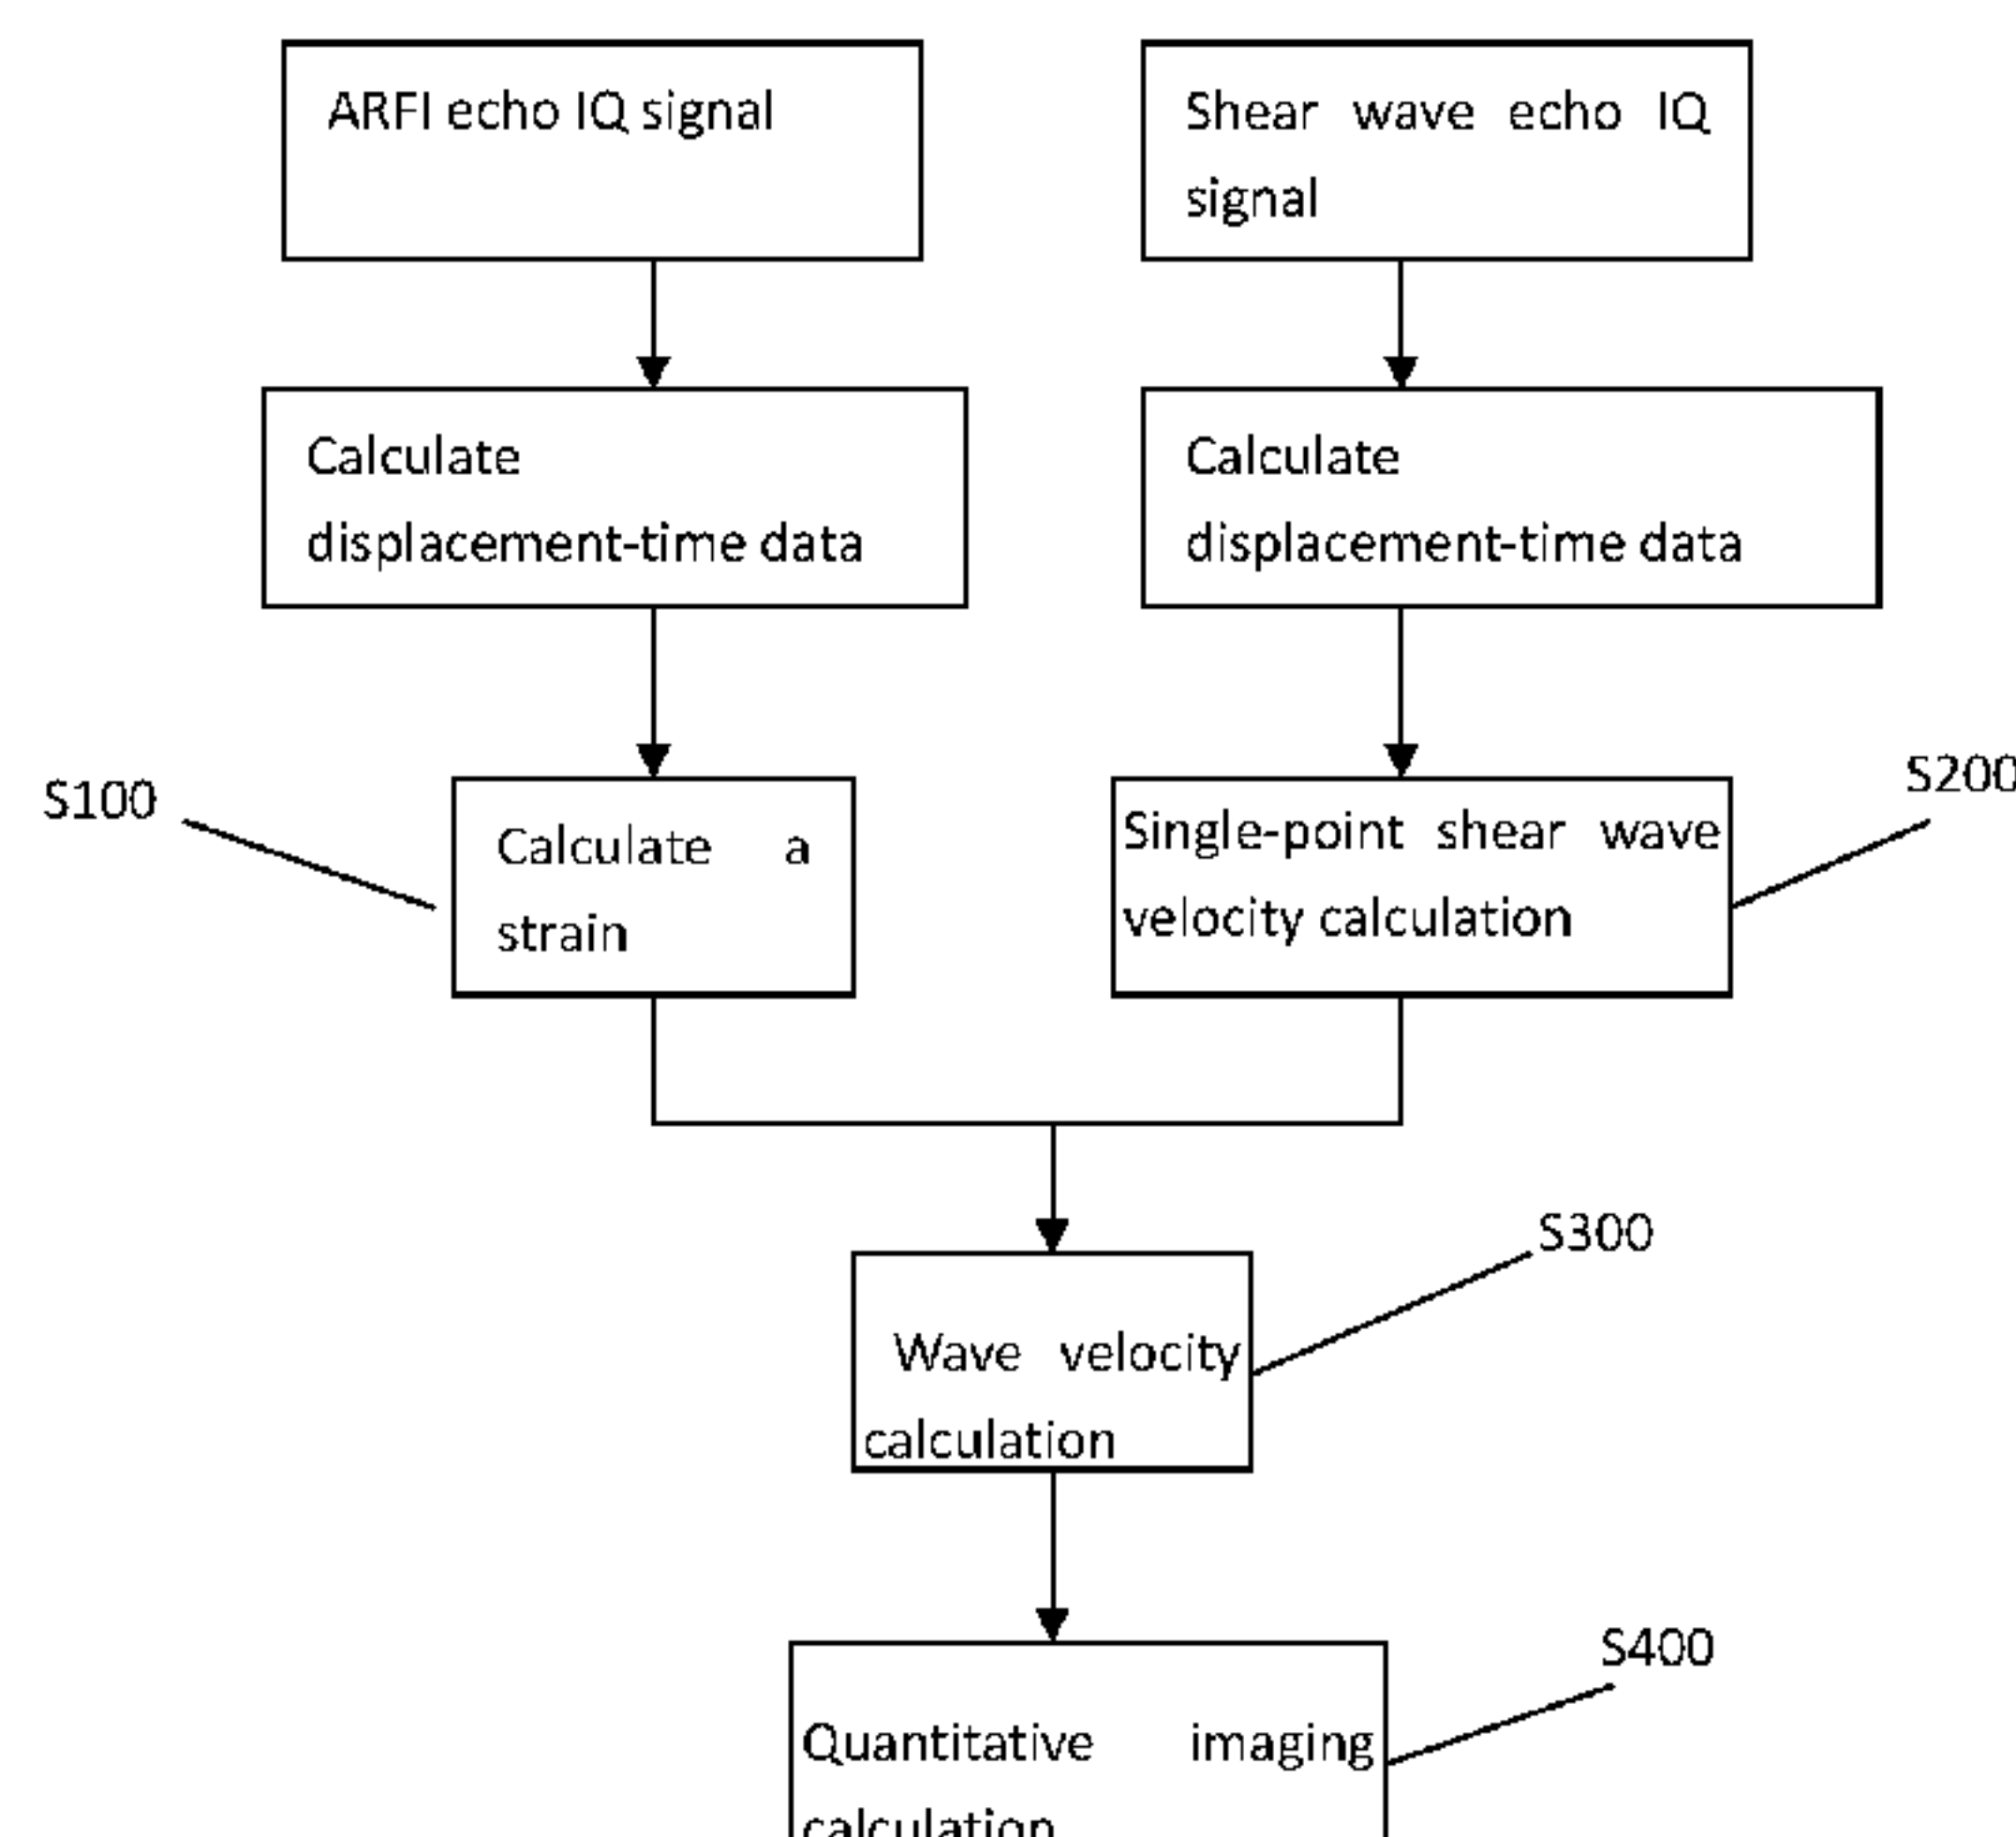 ARFI echo IQ signal
Shear wave echo IQ
signal
Calculate
displacement-time data
Calculate
displacement-time data
S100
Calculate a
strain
Single-point shear wave
velocity calculation
S200
Wave velocity
calculation
S300
Quantitative imaging
calculation
S400